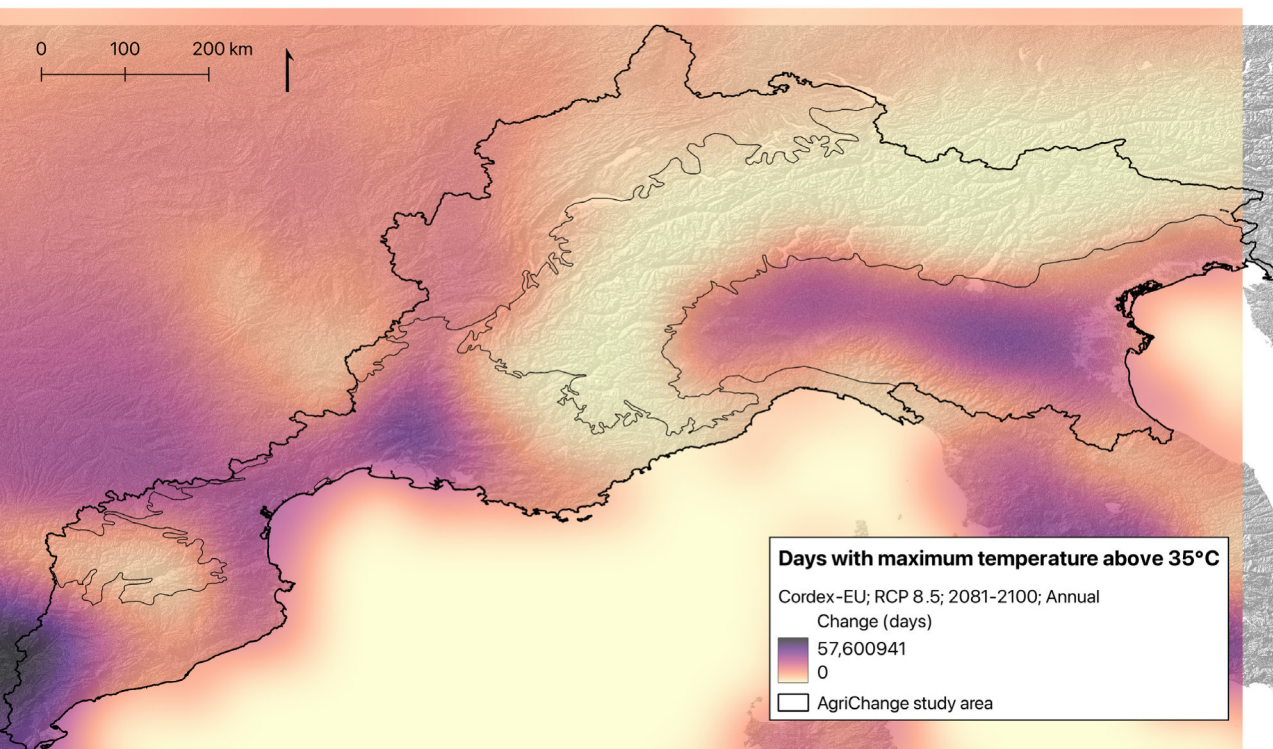 0 100 200 km
Days with maximum temperature above 35°C
Cordex-EU; RCP 8.5; 2081-2100; Annual
Change (days)
57,600941
0
AgriChange study area